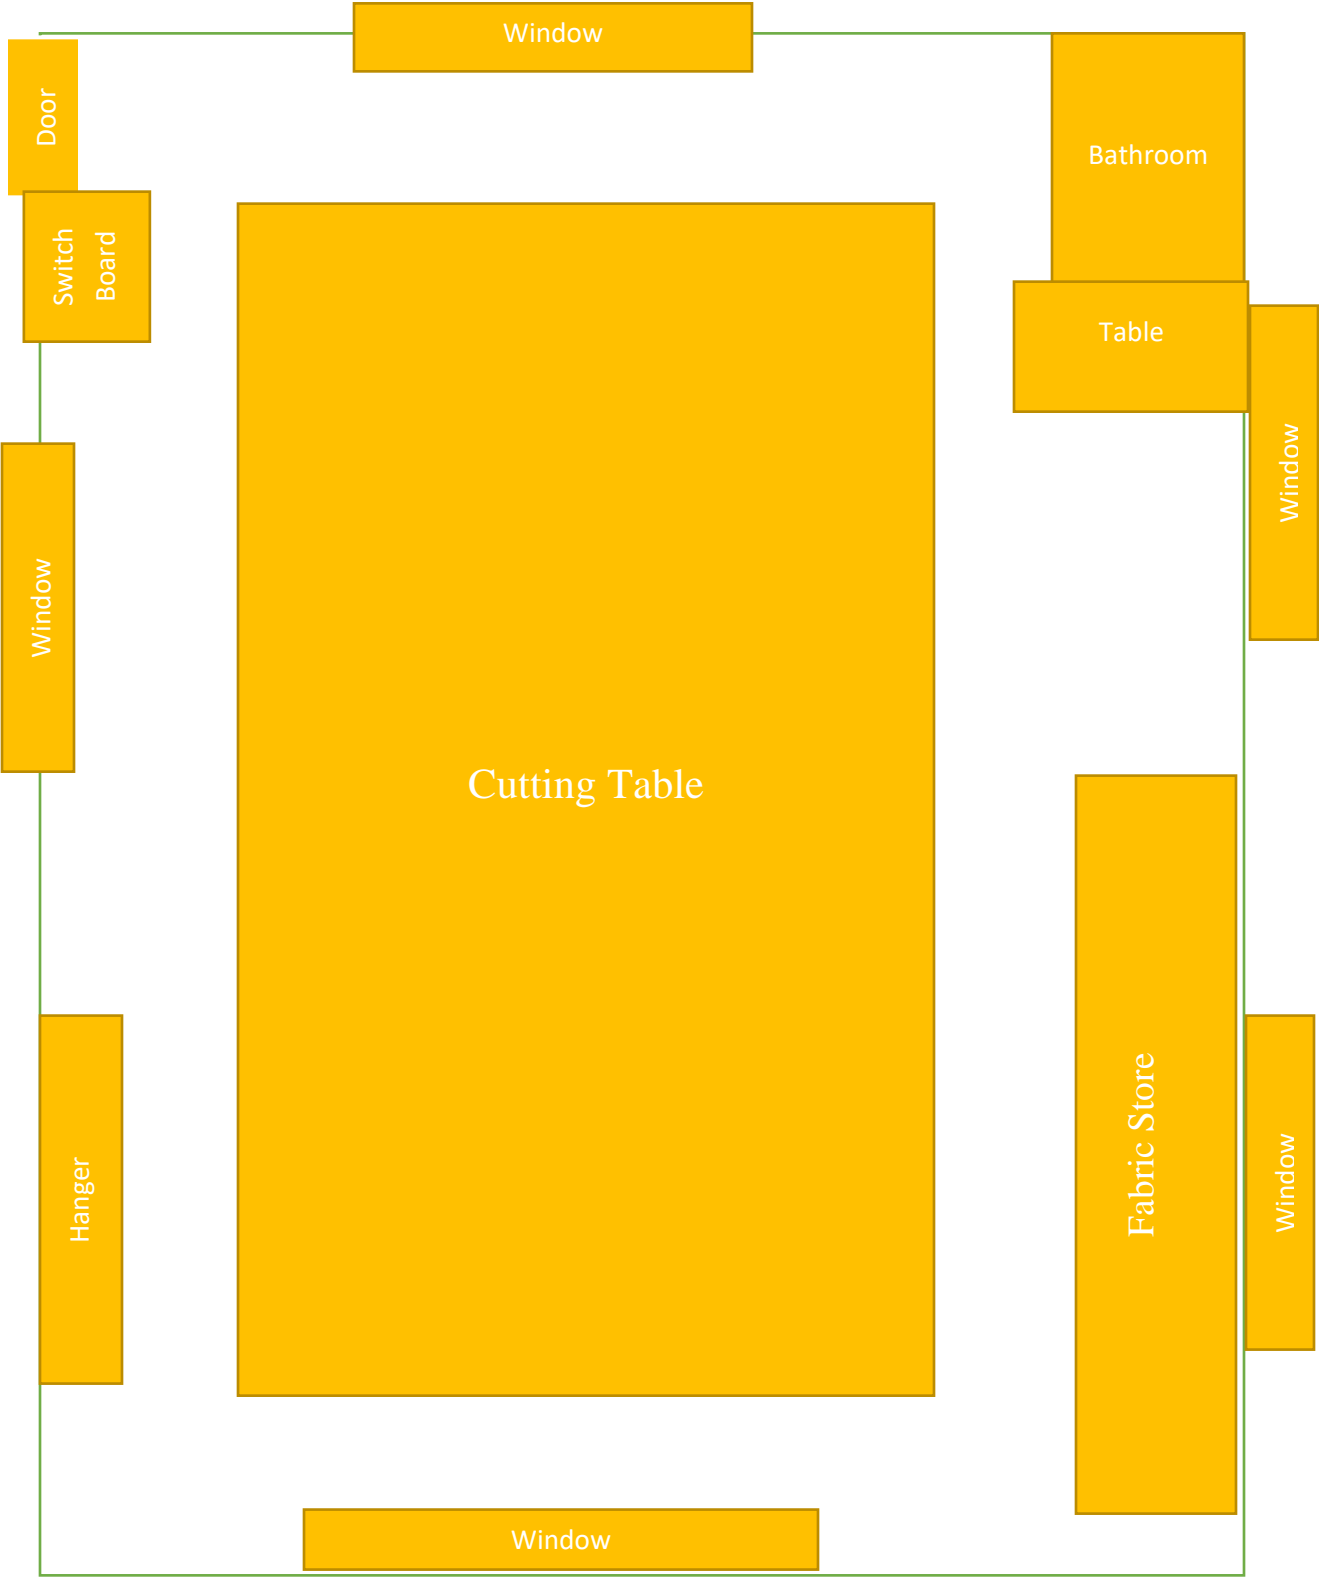 Window
Door
Bathroom
Switch
Board
Table
Window
Window
Cutting Table
Fabric Store
Hanger
Window
Window